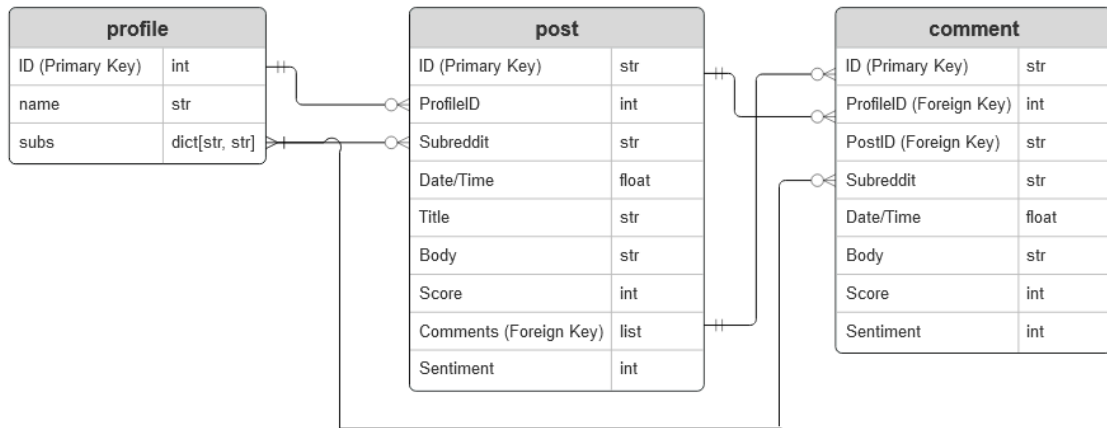 profile
ID (Primary Key) int
name str
subs dict[str, str]
post
ID (Primary Key) str
ProfileID int
Subreddit str
Date/Time float
Title str
Body str
Score int
Comments (Foreign Key) list
Sentiment int
comment
ID (Primary Key) str
ProfileID (Foreign Key) int
PostID (Foreign Key) str
Subreddit str
Date/Time float
Body str
Score int
Sentiment int